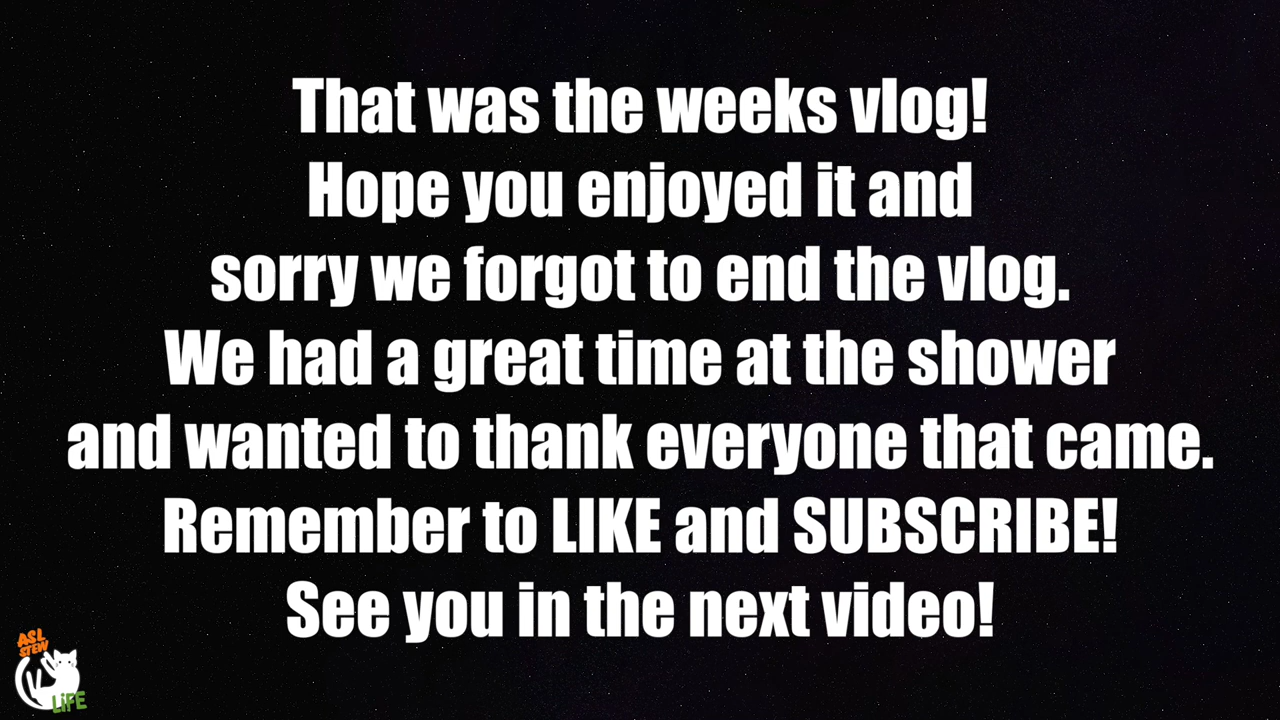 That was the weeks vlog!
Hope you enjoyed it and
sorry we forgot to end the vlog.
We had a great time at the shower
and wanted to thank everyone that came.
Remember to LIKE and SUBSCRIBE!
See you in the next video!
ASL
STEW
LiFE